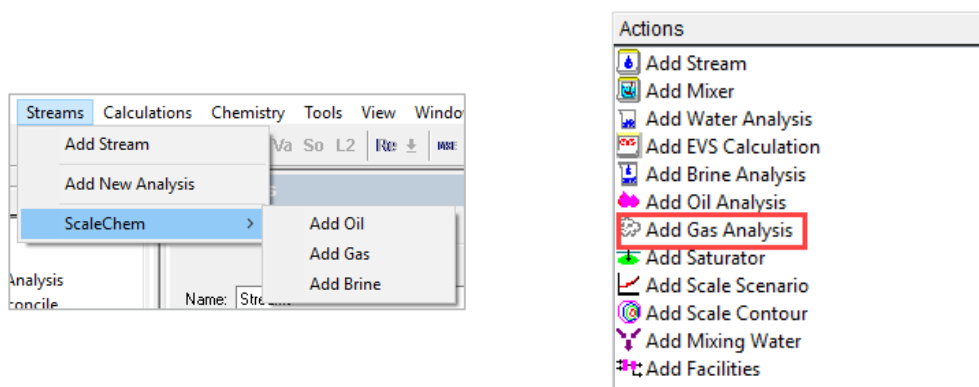 Streams Calculations Chemistry Tools View Windo
Add Stream
Va So L2 Re
Add New Analysis
ScaleChem >
Add Oil
Add Gas
Add Brine
Analysis
Name:
Actions
Add Stream
Add Mixer
Add Water Analysis
Add EVS Calculation
Add Brine Analysis
Add Oil Analysis
Add Gas Analysis
Add Saturator
Add Scale Scenario
Add Scale Contour
Add Mixing Water
Add Facilities